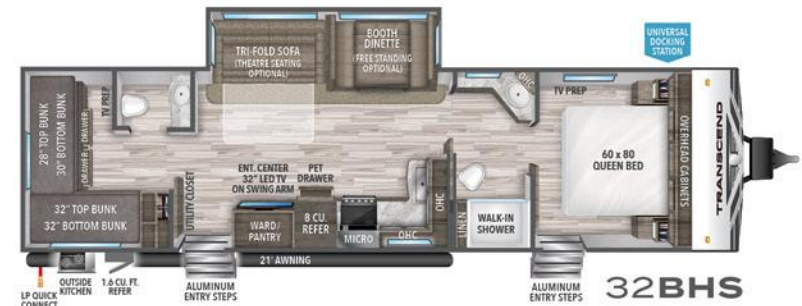 UNIVERSAL
DOCKING
STATION
TRI-FOLD SOFA
(THEATRE SEATING
OPTIONAL)
BOOTH
DINETTE
(FREE STANDING
OPTIONAL)
OHC
TV PREP
TV PREP
28" TOP BUNK
30" BOTTOM BUNK
DRAWER
DRAWER
32" TOP BUNK
32" BOTTOM BUNK
UTILITY CLOSET
ENT. CENTER
32" LED TV
ON SWING ARM
PET
DRAWER
WARD/
PANTRY
8 CU.
REFER
MICRO
OHC
OHC
LINEN
WALK-IN
SHOWER
60 x 80
QUEEN BED
OVERHEAD CABINETS
TRANSCEND
21' AWNING
LP QUICK
CONNECT
OUTSIDE
KITCHEN
1.6 CU. FT.
REFER
ALUMINUM
ENTRY STEPS
ALUMINUM
ENTRY STEPS
32BHS